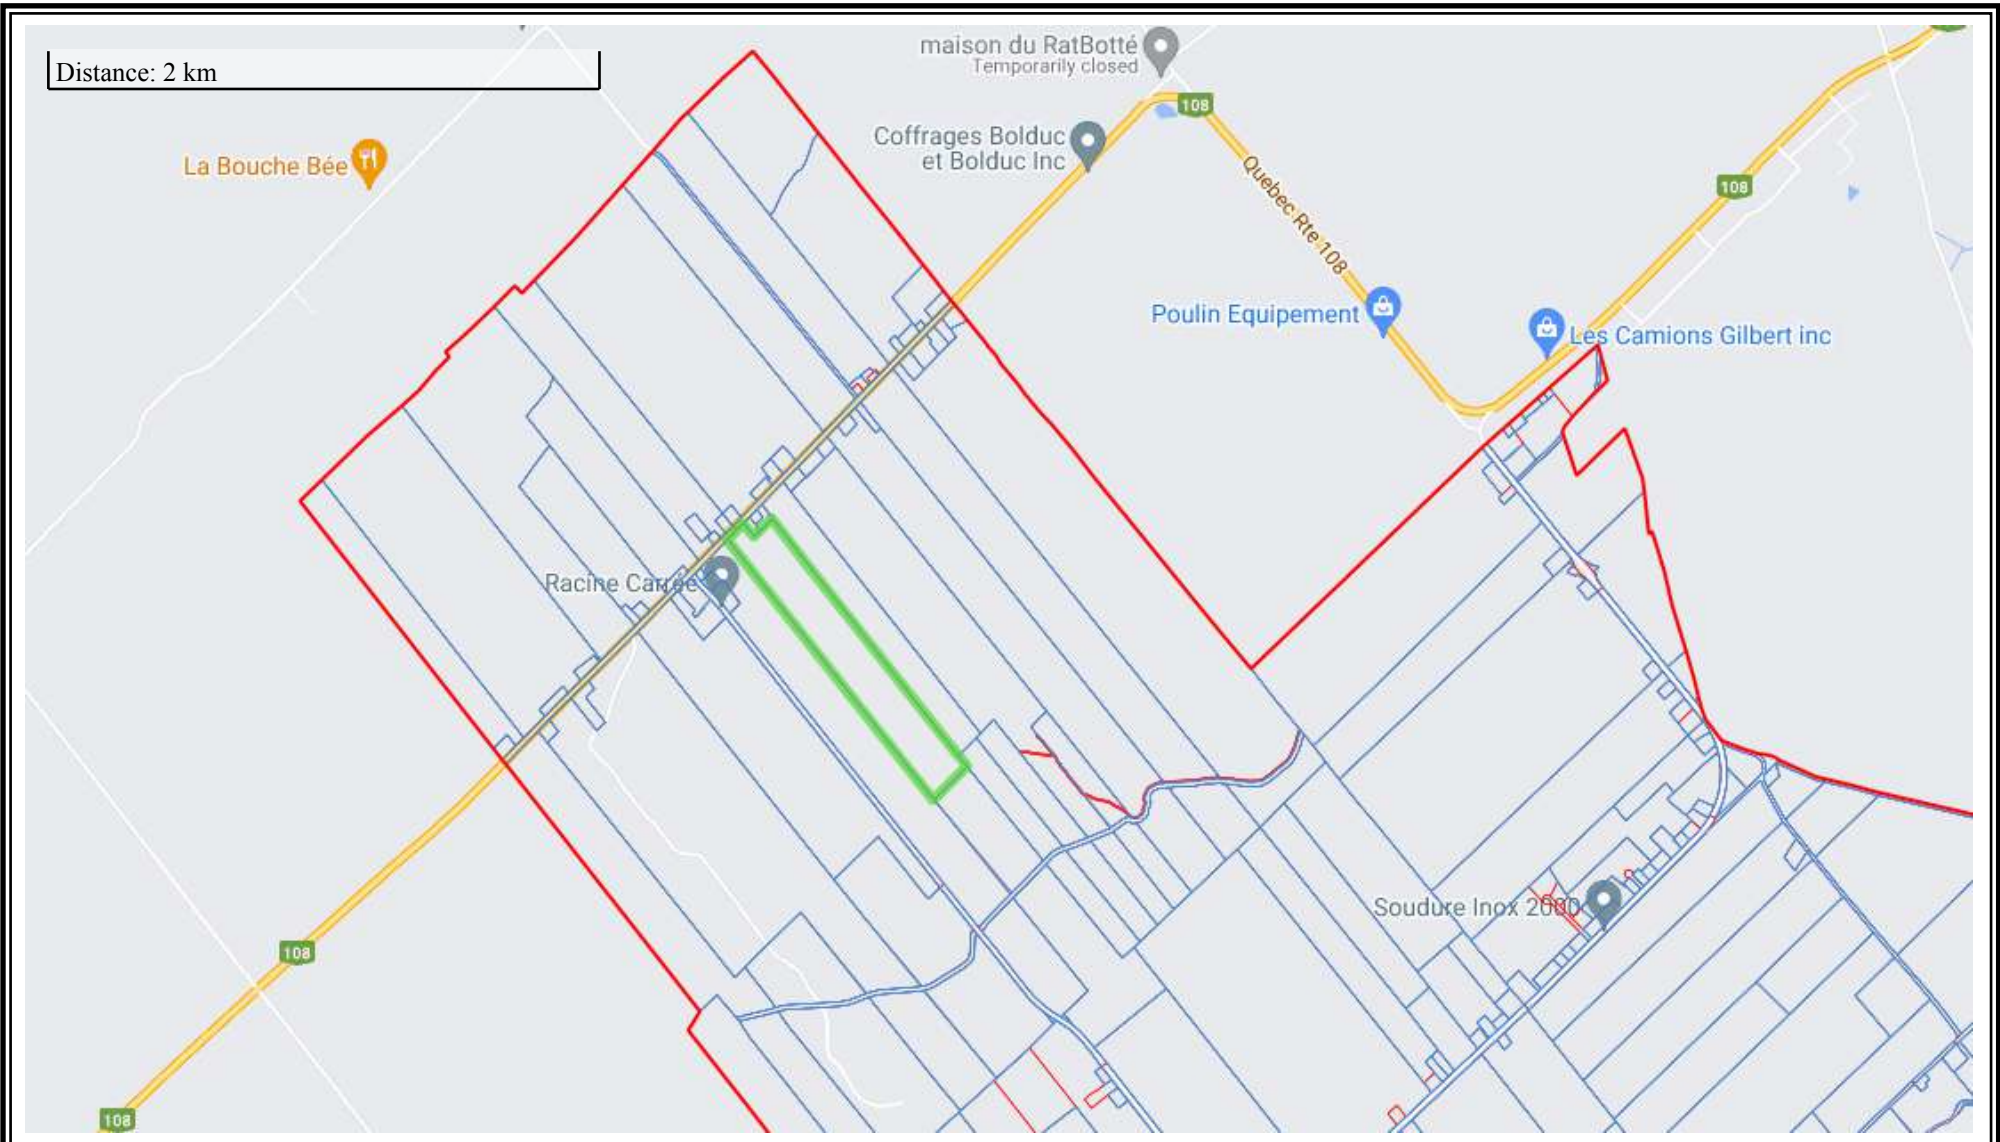 Distance: 2 km
maison du RatBotté
Temporarily closed
108
Coffrages Bolduc
et Bolduc Inc
La Bouche Bée
Quebec Rte 108
108
Poulin Equipement
Les Camions Gilbert inc
Racine Carrée
Soudure Inox 2000
108
108